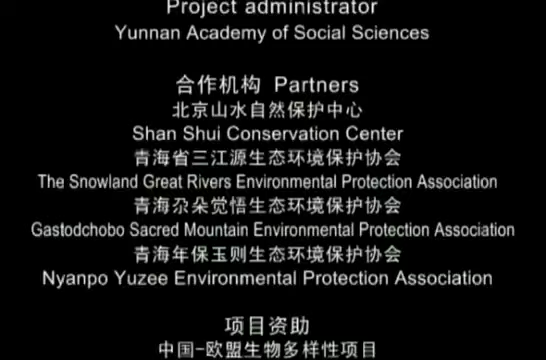 Project administrator
Yunnan Academy of Social Sciences
合作机构 Partners
北京山水自然保护中心
Shan Shui Conservation Center
青海省三江源生态环境保护协会
The Snowland Great Rivers Environmental Protection Association
青海尕朵觉悟生态环境保护协会
Gastodchobo Sacred Mountain Environmental Protection Association
青海年保玉则生态环境保护协会
Nyanpo Yuzee Environmental Protection Association
项目资助
中国-欧盟生物多样性项目